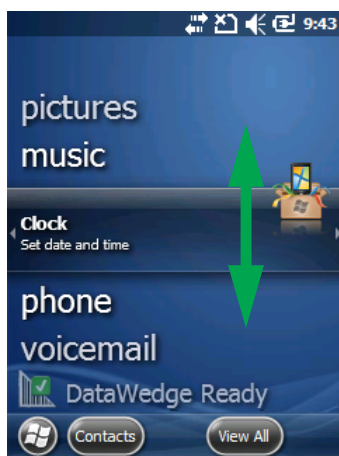 9:43
pictures
music
Clock
Set date and time
phone
voicemail
DataWedge Ready
Contacts
View All